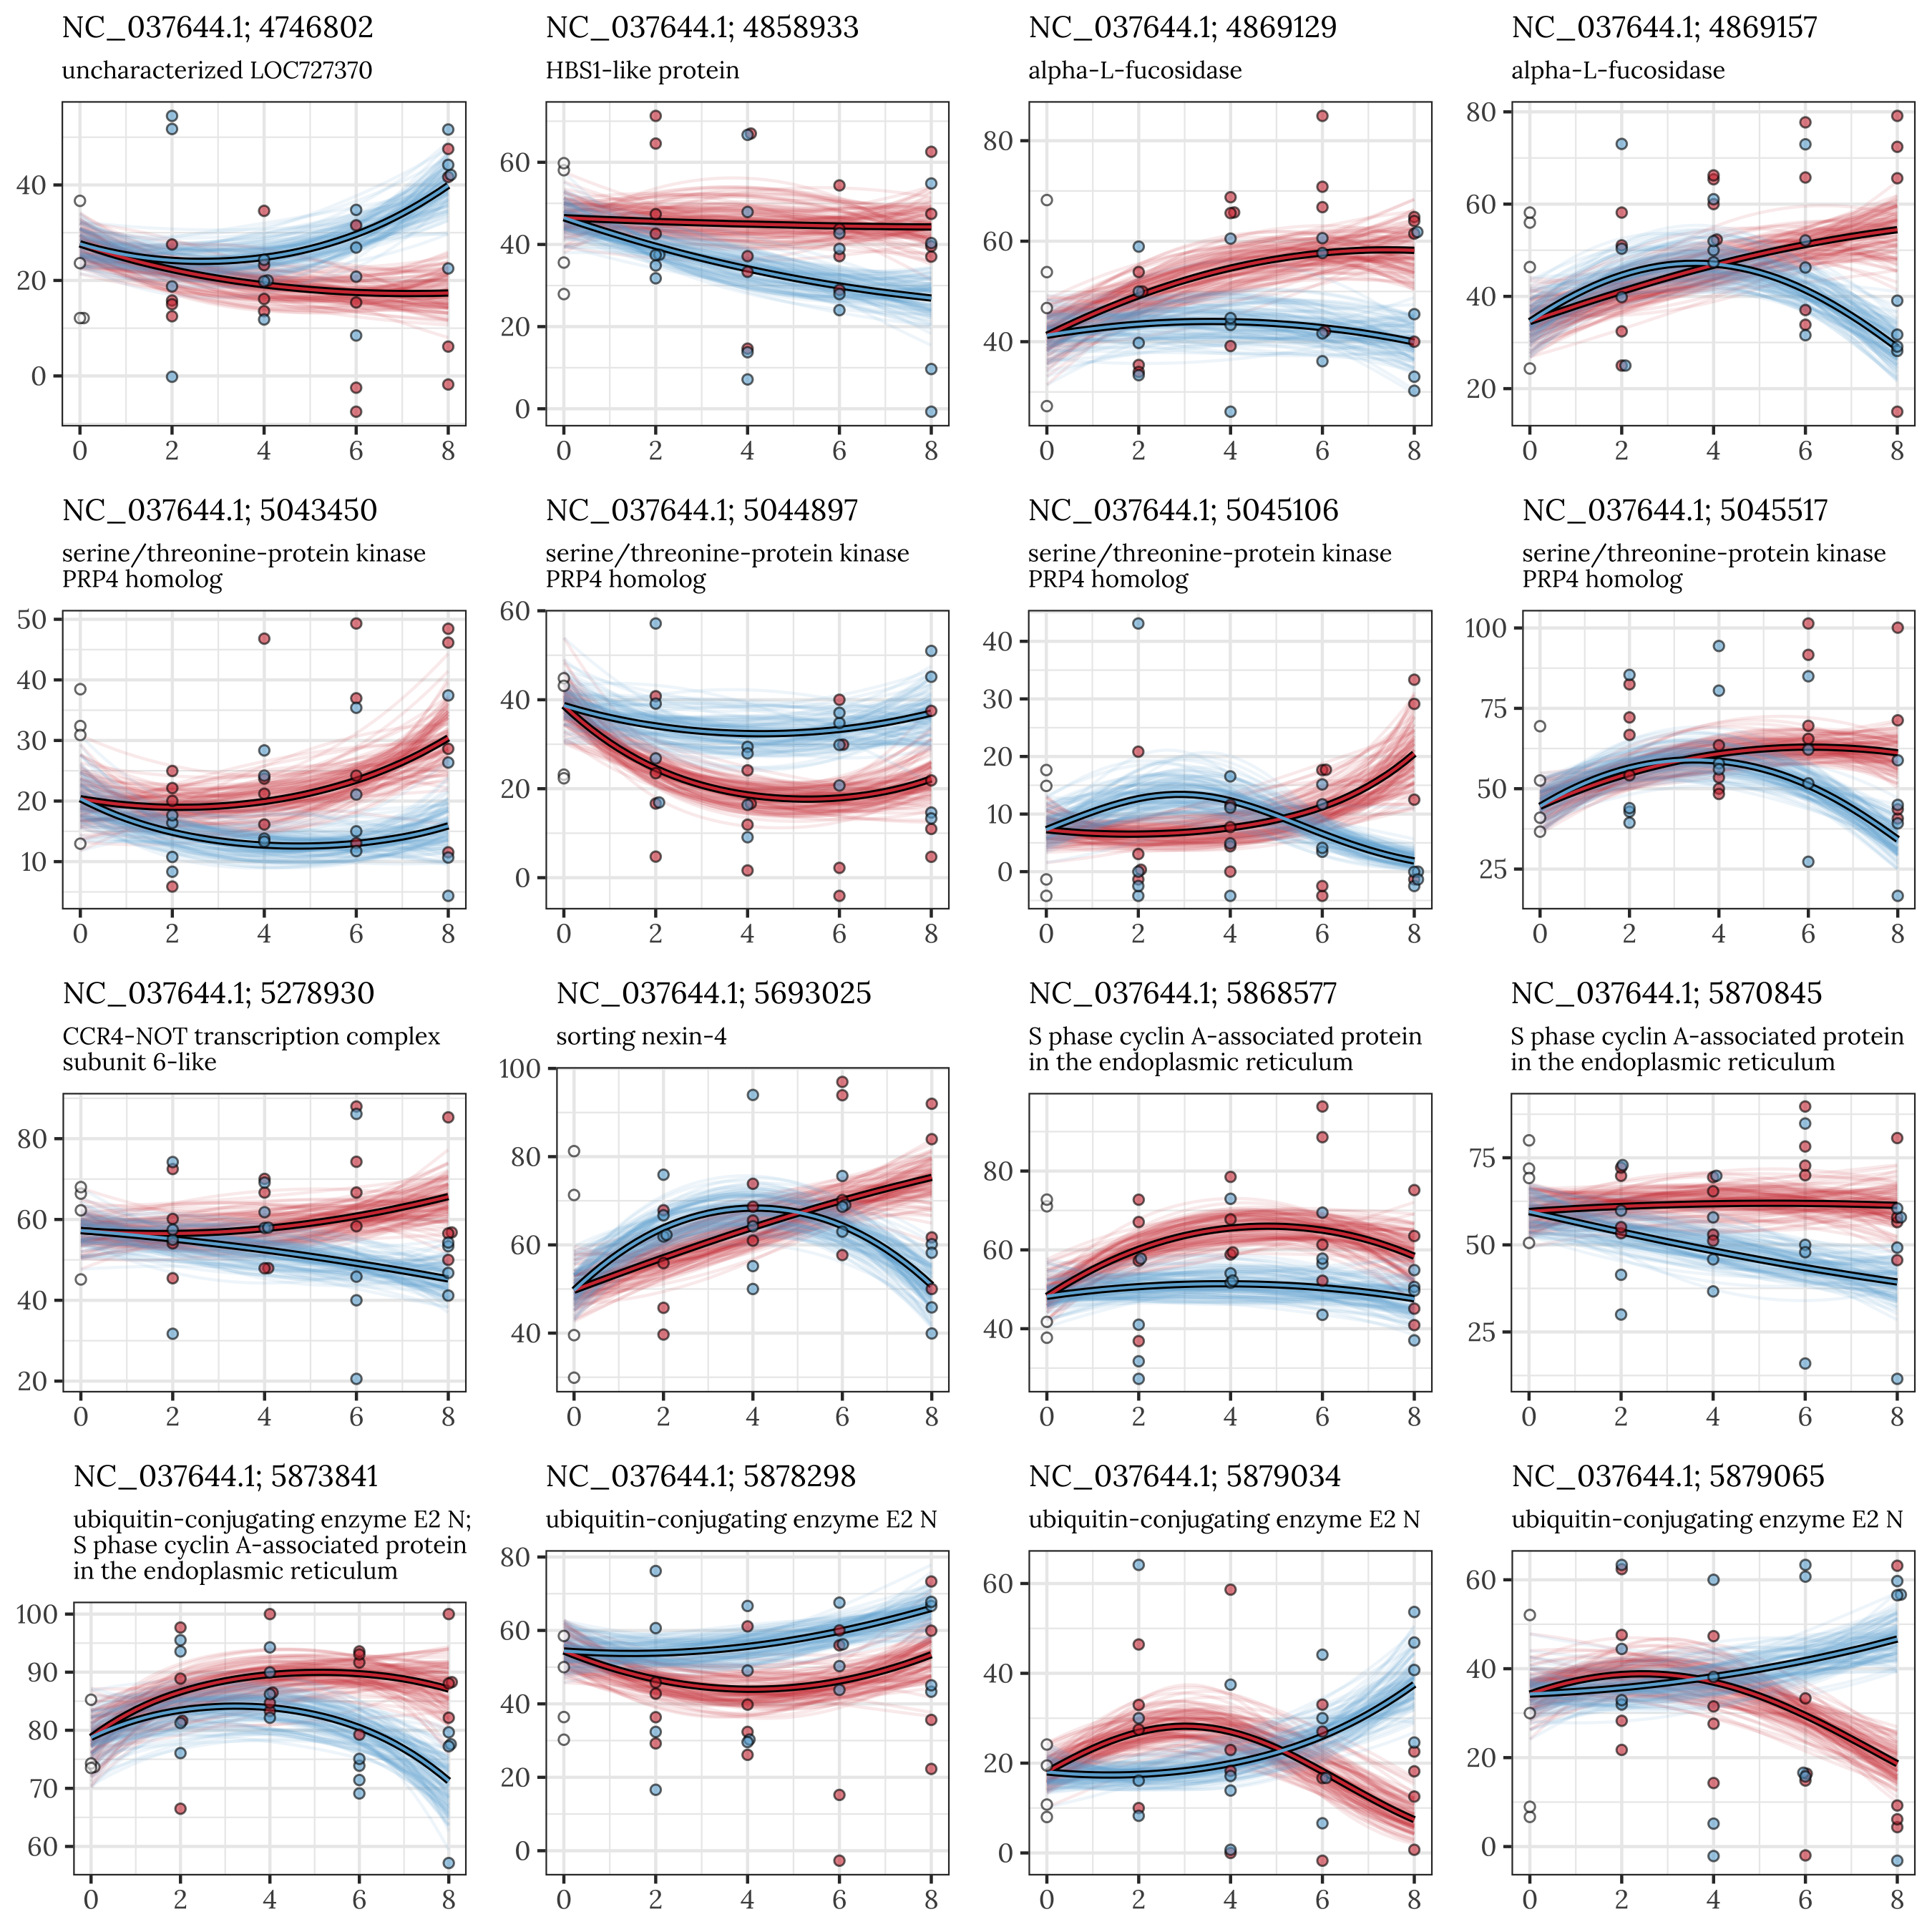 NC_037644.1; 4746802
uncharacterized LOC727370
40
20
0
0 2 4 6 8
NC_037644.1; 4858933
HBS1-like protein
60
40
20
0
0 2 4 6 8
NC_037644.1; 4869129
alpha-L-fucosidase
80
60
40
0 2 4 6 8
NC_037644.1; 4869157
alpha-L-fucosidase
80
60
40
20
0 2 4 6 8
NC_037644.1; 5043450
serine/threonine-protein kinase
PRP4 homolog
50
40
30
20
10
0 2 4 6 8
NC_037644.1; 5044897
serine/threonine-protein kinase
PRP4 homolog
60
40
20
0
0 2 4 6 8
NC_037644.1; 5045106
serine/threonine-protein kinase
PRP4 homolog
40
30
20
10
0
0 2 4 6 8
NC_037644.1; 5045517
serine/threonine-protein kinase
PRP4 homolog
100
75
50
25
0 2 4 6 8
NC_037644.1; 5278930
CCR4-NOT transcription complex
subunit 6-like
80
60
40
20
0 2 4 6 8
NC_037644.1; 5693025
sorting nexin-4
100
80
60
40
0 2 4 6 8
NC_037644.1; 5868577
S phase cyclin A-associated protein
in the endoplasmic reticulum
80
60
40
0 2 4 6 8
NC_037644.1; 5870845
S phase cyclin A-associated protein
in the endoplasmic reticulum
75
50
25
0 2 4 6 8
NC_037644.1; 5873841
ubiquitin-conjugating enzyme E2 N;
S phase cyclin A-associated protein
in the endoplasmic reticulum
100
90
80
70
60
0 2 4 6 8
NC_037644.1; 5878298
ubiquitin-conjugating enzyme E2 N
80
60
40
20
0
0 2 4 6 8
NC_037644.1; 5879034
ubiquitin-conjugating enzyme E2 N
60
40
20
0
0 2 4 6 8
NC_037644.1; 5879065
ubiquitin-conjugating enzyme E2 N
60
40
20
0
0 2 4 6 8